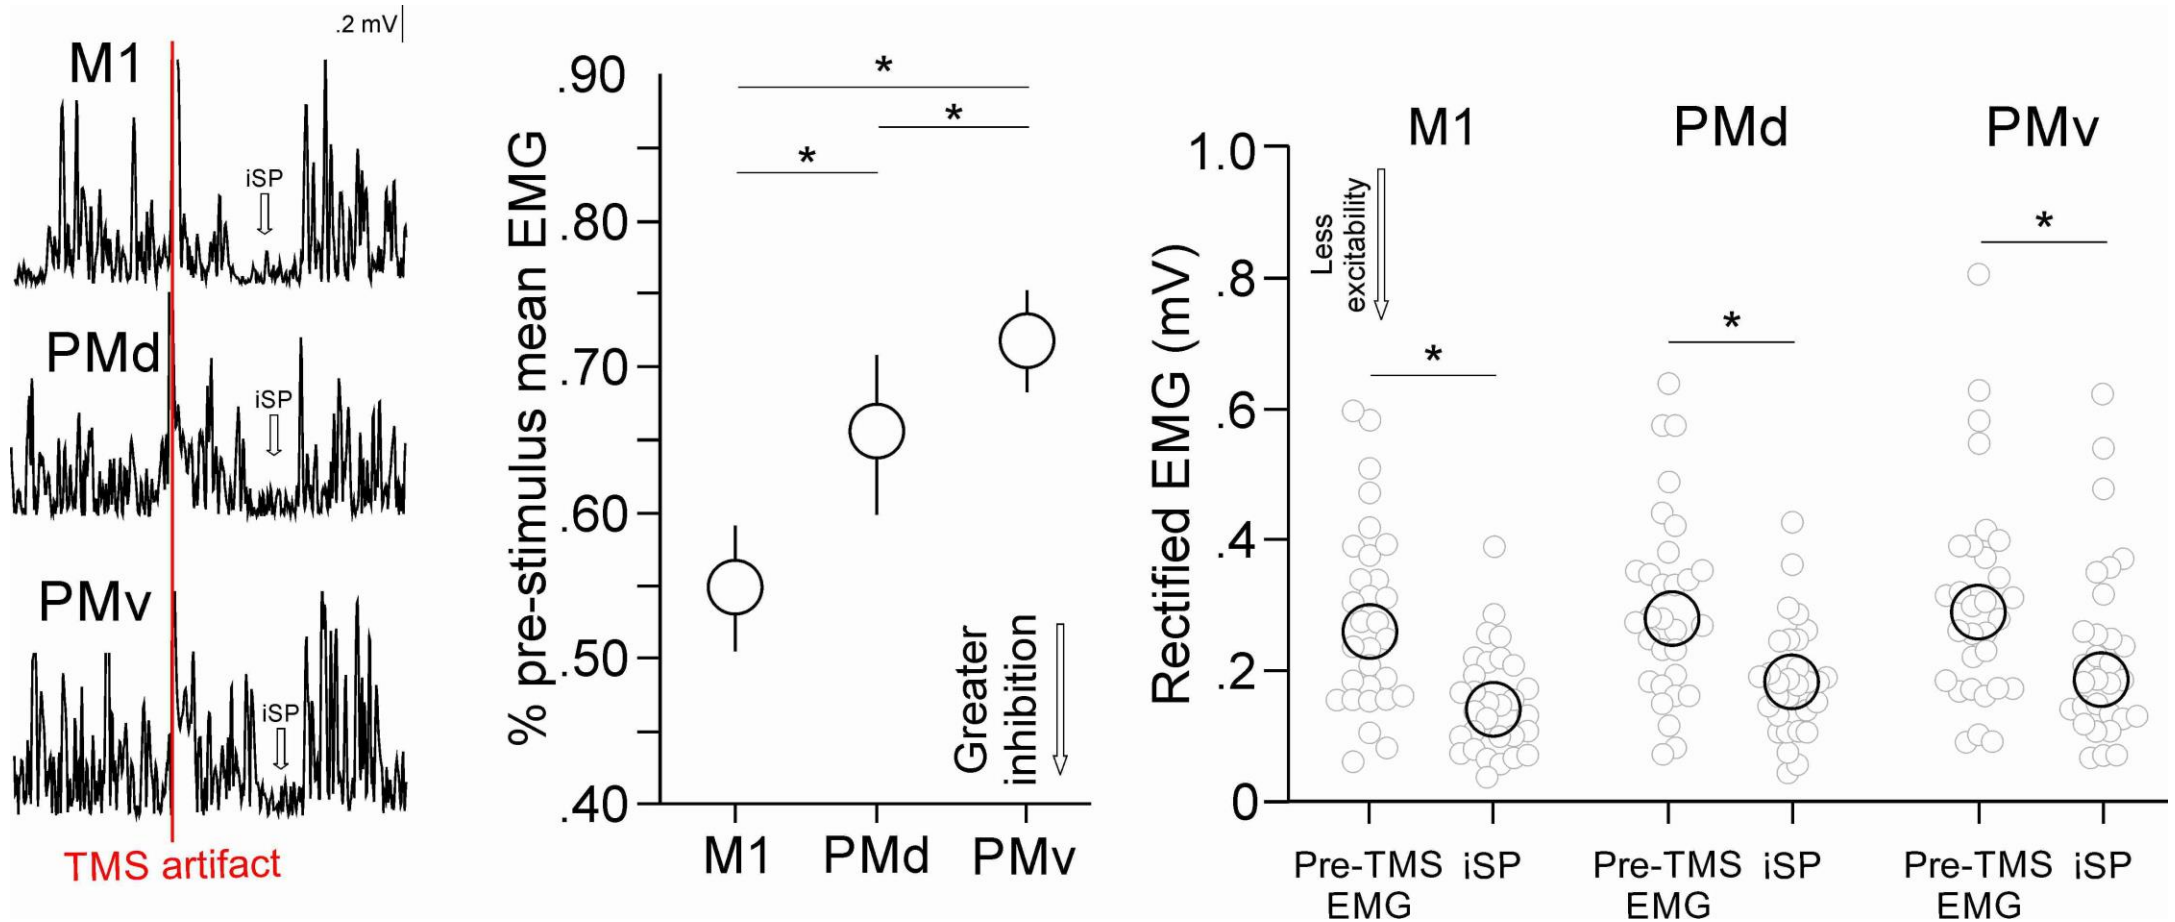 .2 mV
M1
iSP
PMd
iSP
PMv
iSP
TMS artifact
% pre-stimulus mean EMG
.90
.80
.70
.60
.50
.40
*
*
*
Greater
inhibition
M1 PMd PMv
Rectified EMG (mV)
1.0
.8
.6
.4
.2
0
M1 PMd PMv
Less
excitability
*
*
*
Pre-TMS
EMG
iSP
Pre-TMS
EMG
iSP
Pre-TMS
EMG
iSP